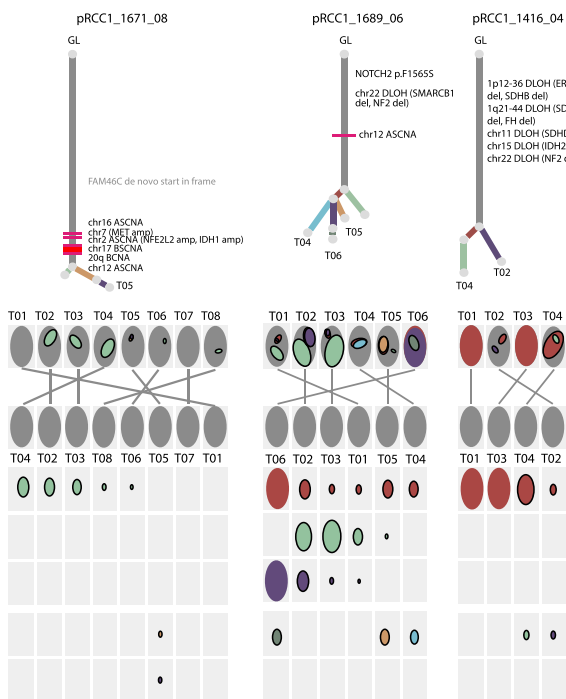 pRCC1_1671_08
pRCC1_1689_06
pRCC1_1416_04
GL
GL
GL
FAM46C de novo start in frame
chr16 ASCNA
chr7 (MET amp)
chr2 ASCNA (NFE2L2 amp, IDH1 amp)
chr17 BSCNA
20q BCNA
chr12 ASCNA
T05
NOTCH2 p.F1565S
chr22 DLOH (SMARCB1
del, NF2 del)
chr12 ASCNA
T04
T05
T06
1p12-36 DLOH (ER
del, SDHB del)
1q21-44 DLOH (SD
del, FH del)
chr11 DLOH (SDHD
chr15 DLOH (IDH2
chr22 DLOH (NF2 d
T04
T02
T01 T02 T03 T04 T05 T06 T07 T08
T01 T02 T03 T04 T05 T06
T01 T02 T03 T04
T04 T02 T03 T08 T06 T05 T07 T01
T06 T02 T03 T01 T05 T04
T01 T03 T04 T02